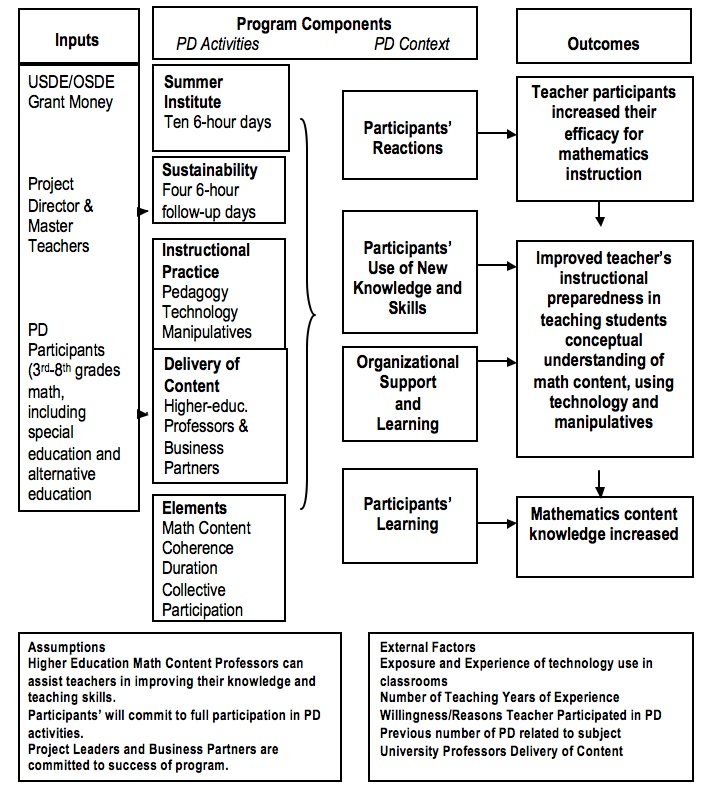 Inputs
Program Components
PD Activities
PD Context
Outcomes
USDE/OSDE
Grant Money
Project
Director &
Master
Teachers
PD
Participants
(3rd-8th grades
math,
including
special
education and
alternative
education
Summer
Institute
Ten 6-hour days
Sustainability
Four 6-hour
follow-up days
Instructional
Practice
Pedagogy
Technology
Manipulatives
Delivery of
Content
Higher-educ.
Professors &
Business
Partners
Elements
Math Content
Coherence
Duration
Collective
Participation
Participants’
Reactions
Participants’
Use of New
Knowledge and
Skills
Organizational
Support
and
Learning
Participants’
Learning
Teacher participants
increased their
efficacy for
mathematics
instruction
Improved teacher’s
instructional
preparedness in
teaching students
conceptual
understanding of
math content, using
technology and
manipulatives
Mathematics content
knowledge increased
Assumptions
Higher Education Math Content Professors can
assist teachers in improving their knowledge and
teaching skills.
Participants’ will commit to full participation in PD
activities.
Project Leaders and Business Partners are
committed to success of program.
External Factors
Exposure and Experience of technology use in
classrooms
Number of Teaching Years of Experience
Willingness/Reasons Teacher Participated in PD
Previous number of PD related to subject
University Professors Delivery of Content